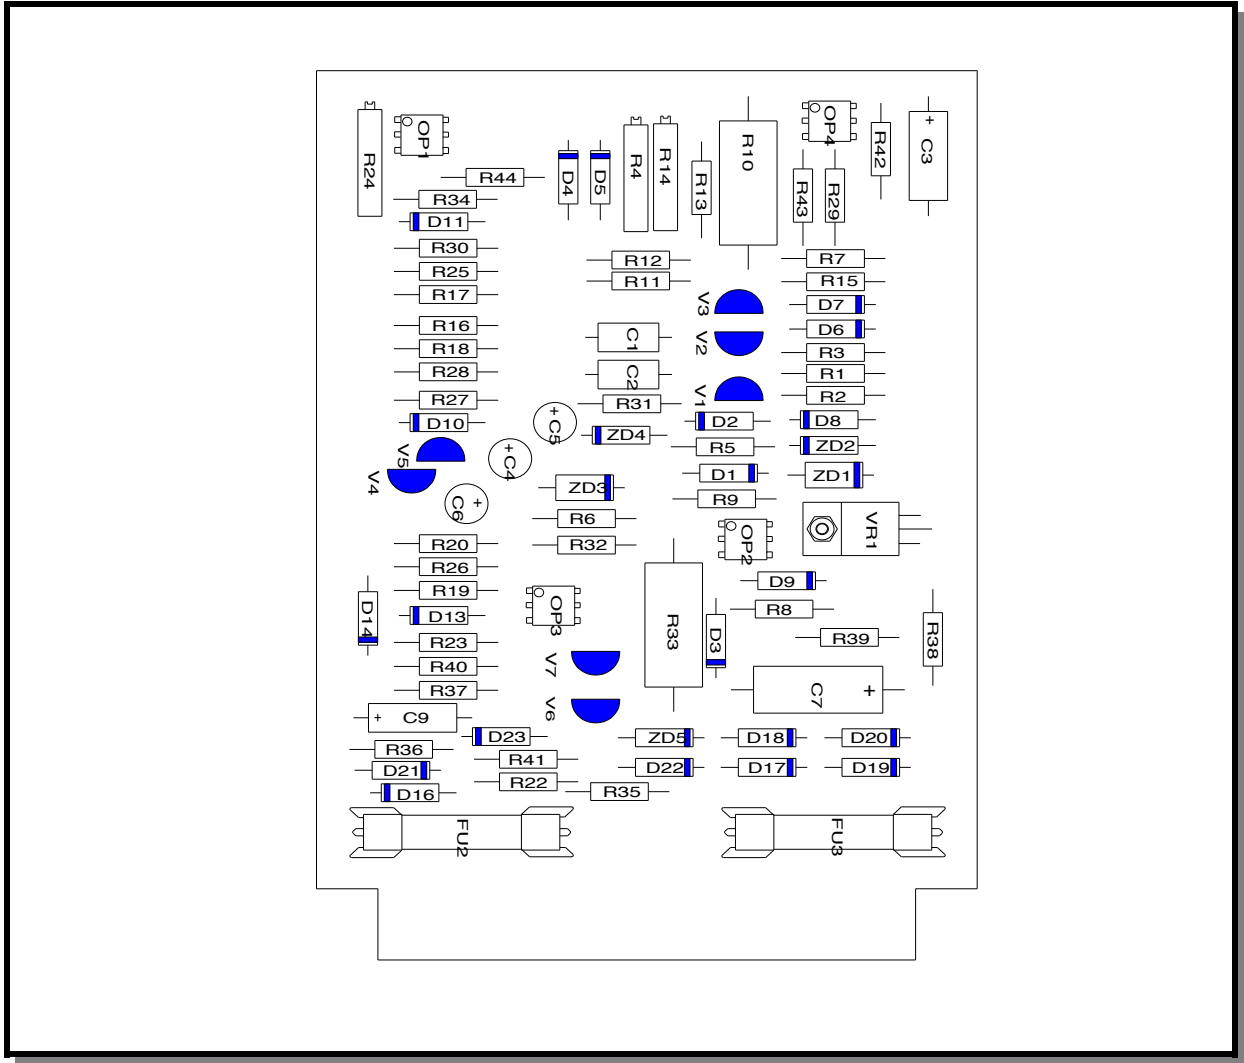 OP1
OP4
R24
R44
D4
D5
R4
R14
R13
R10
R43
R29
R42
+ C3
R34
D11
R30
R25
R17
R12
R11
R7
R15
V3
D7
R16
R18
R28
C1
V2
D6
R3
C2
R1
R27
R31
V1
R2
D10
+ C5
D2
D8
ZD4
V5
+ C4
R5
ZD2
V4
ZD3
D1
ZD1
C6 +
R9
R6
VR1
R20
R32
OP2
R26
D9
R19
D14
D13
OP3
R8
R33
D3
R39
R38
R23
V7
R40
R37
C7 +
+ C9
V6
D23
ZD5
D18
D20
R36
R41
D21
D22
D17
D19
R22
D16
R35
FU2
FU3